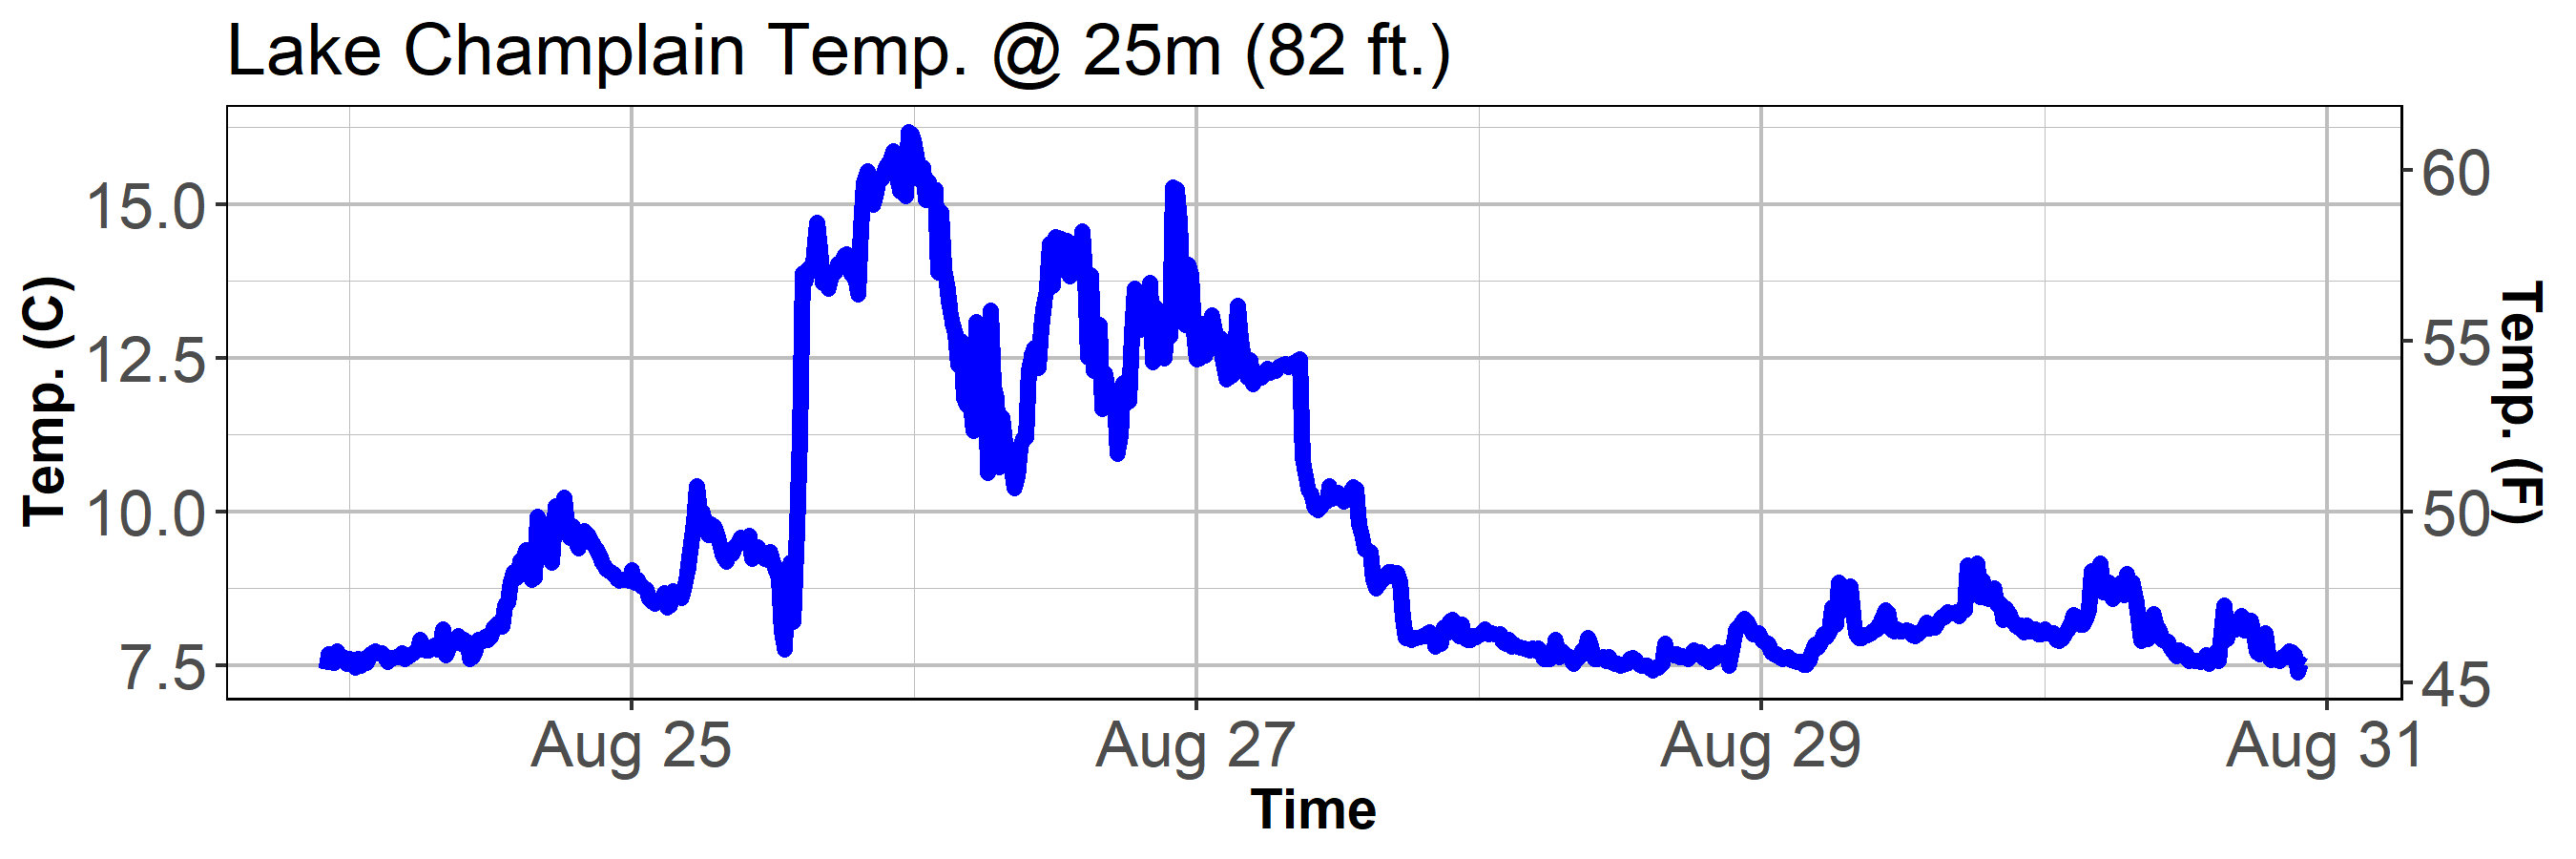 Lake Champlain Temp. @ 25m (82 ft.)
Temp. (C)
15.0
12.5
10.0
7.5
60
55
50
45
Temp. (F)
Aug 25
Aug 27
Aug 29
Aug 31
Time